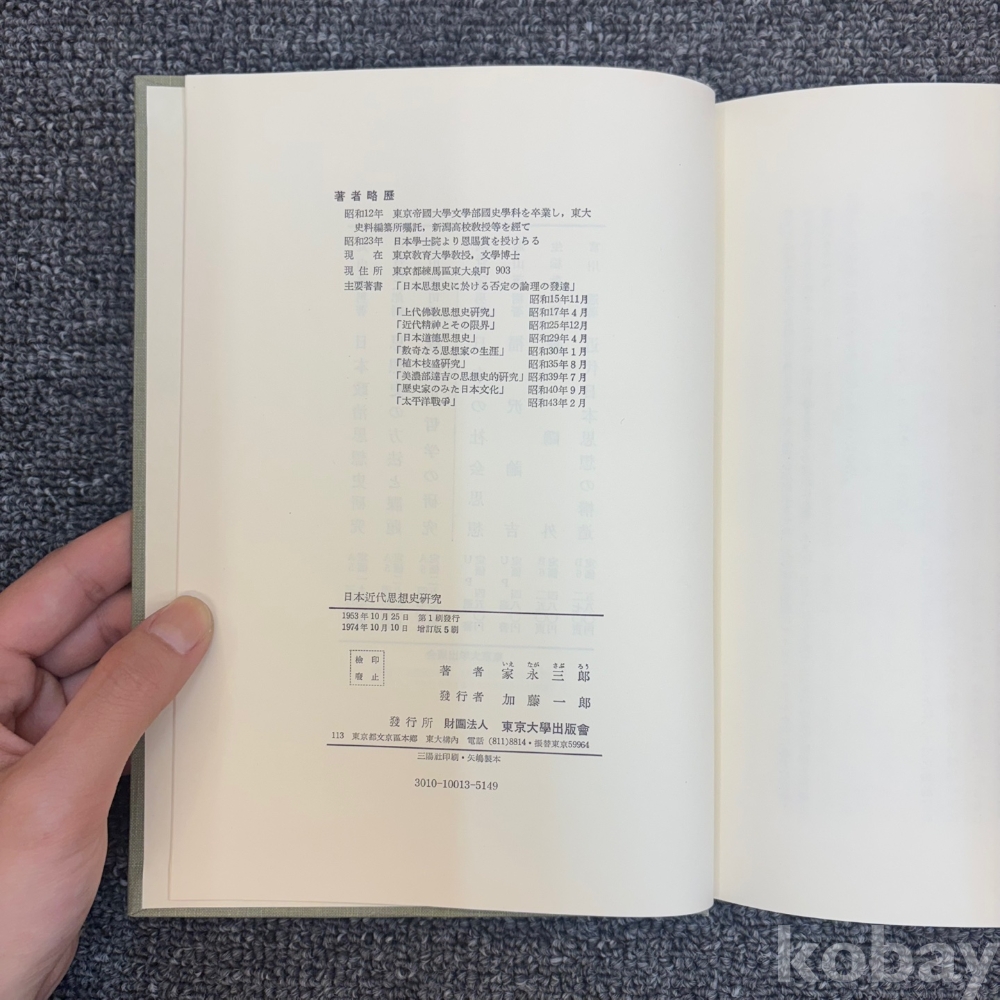 著者略歷
昭和12年 東京帝國大學文學部國史學科を卒業し，東大
史料編纂所囑託，新潟高校教授等を經て
昭和23年 日本學士院より恩賜賞を授けらる
現在 東京教育大學教授，文學博士
現住所 東京都練馬區東大泉町 903
主要著書 「日本思想史に於ける否定の論理の發達」
昭和15年11月
「上代佛教思想史研究」 昭和17年4月
「近代精神とその限界」 昭和25年12月
「日本道德思想史」 昭和29年4月
「數奇なる思想家の生涯」 昭和30年1月
「植木枝盛研究」 昭和35年8月
「美濃部達吉の思想史的研究」 昭和39年7月
「歷史家のみた日本文化」 昭和40年9月
「太平洋戰爭」 昭和43年2月
日本近代思想史研究
1953年10月25日 第1刷發行
1974年10月10日 增訂版5刷
檢印
廢止
いえ なが さぶ ろう
著者 家永三郎
發行者 加藤一郎
發行所 財團法人 東京大學出版會
113 東京都文京區本鄕 東大構內 電話(811)8814・振替東京59964
三陽社印刷・矢嶋製本
3010-10013-5149
kobay